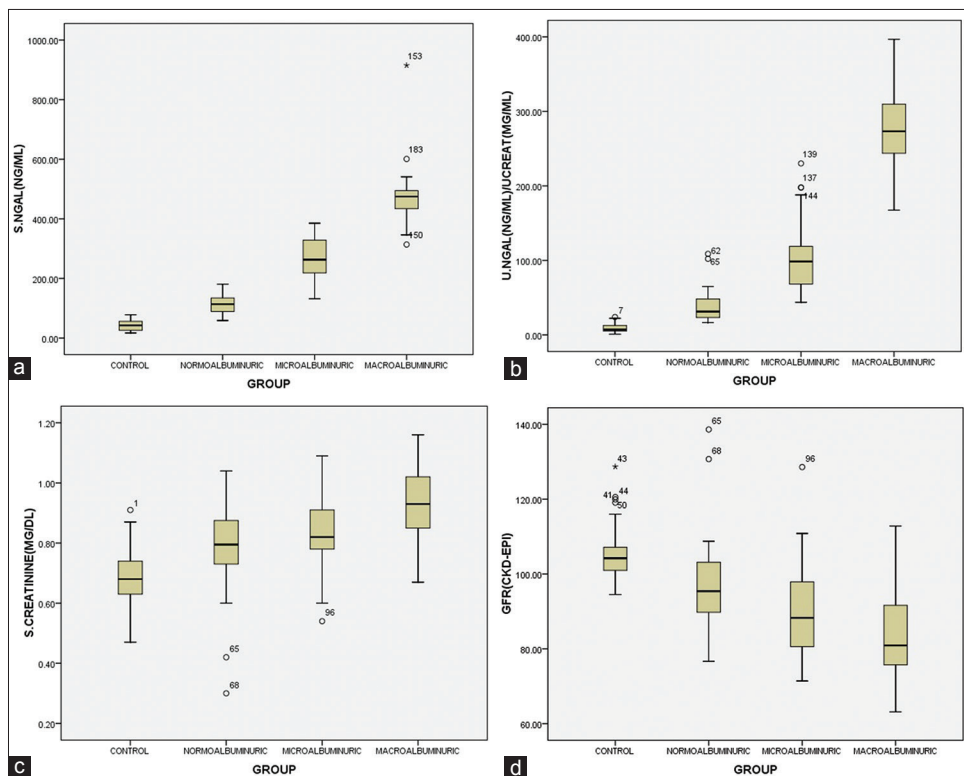 1000.00
800.00
600.00
400.00
200.00
0.00
S.NGAL(NG/ML)
153
183
150
CONTROL NORMOALBUMINURIC MICROALBUMINURIC MACROALBUMINURIC
GROUP
a
400.00
300.00
200.00
100.00
0.00
U.NGAL(NG/ML)/UCREAT(MG/ML)
7
62
65
139
137
144
CONTROL NORMOALBUMINURIC MICROALBUMINURIC MACROALBUMINURIC
GROUP
b
1.20
1.00
0.80
0.60
0.40
0.20
S.CREATININE(MG/DL)
1
65
68
96
CONTROL NORMOALBUMINURIC MICROALBUMINURIC MACROALBUMINURIC
GROUP
c
140.00
120.00
100.00
80.00
60.00
GFR(CKD-EPI)
43
41 44
50
65
68
96
CONTROL NORMOALBUMINURIC MICROALBUMINURIC MACROALBUMINURIC
GROUP
d